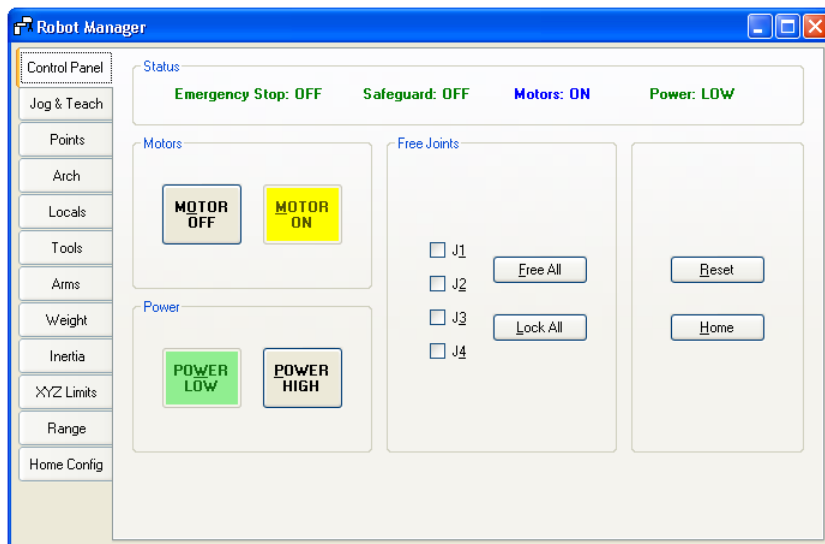 Robot Manager
Control Panel
Jog & Teach
Points
Arch
Locals
Tools
Arms
Weight
Inertia
XYZ Limits
Range
Home Config
Status
Emergency Stop: OFF Safeguard: OFF Motors: ON Power: LOW
Motors
MOTOR OFF
MOTOR ON
Power
POWER LOW
POWER HIGH
Free Joints
J1
J2
J3
J4
Free All
Lock All
Reset
Home